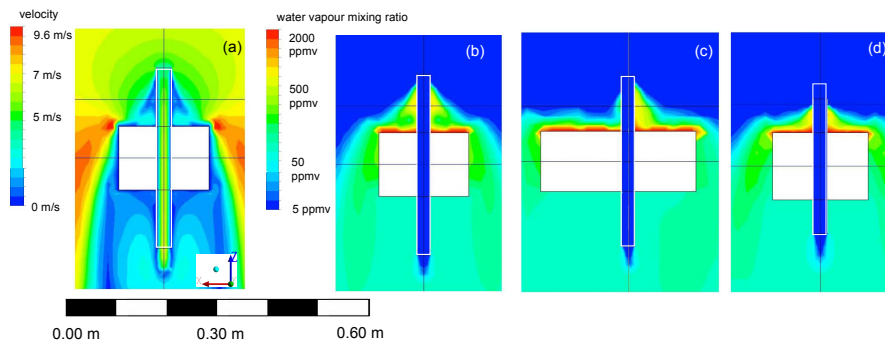 velocity
9.6 m/s
7 m/s
5 m/s
0 m/s
(a)
X
Z
water vapour mixing ratio
2000
ppmv
500
ppmv
50
ppmv
5 ppmv
(b)
(c)
(d)
0.00 m
0.30 m
0.60 m